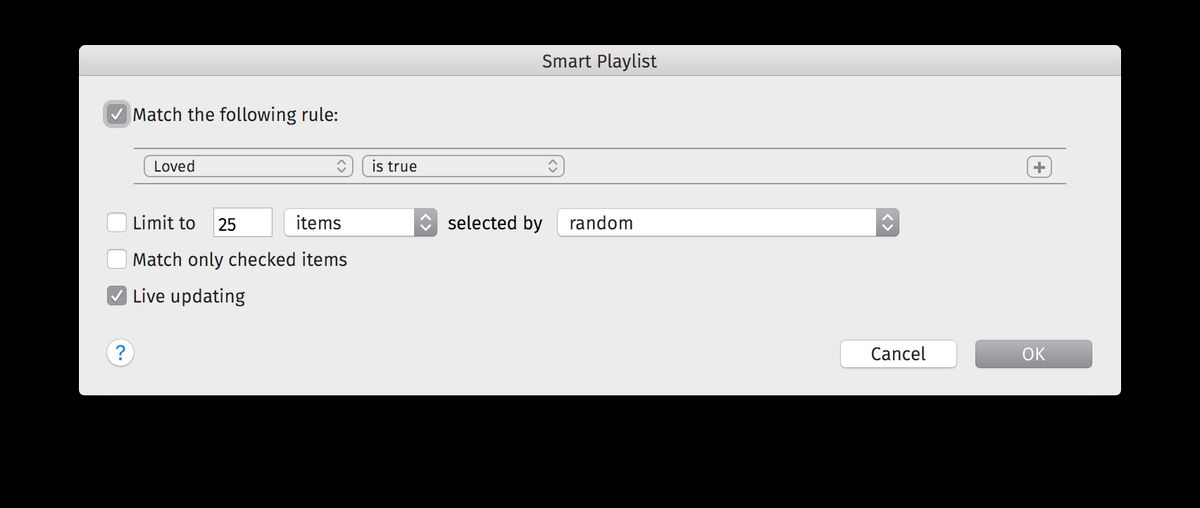 Smart Playlist
Match the following rule:
Loved is true +
Limit to 25 items selected by random
Match only checked items
Live updating
? Cancel OK